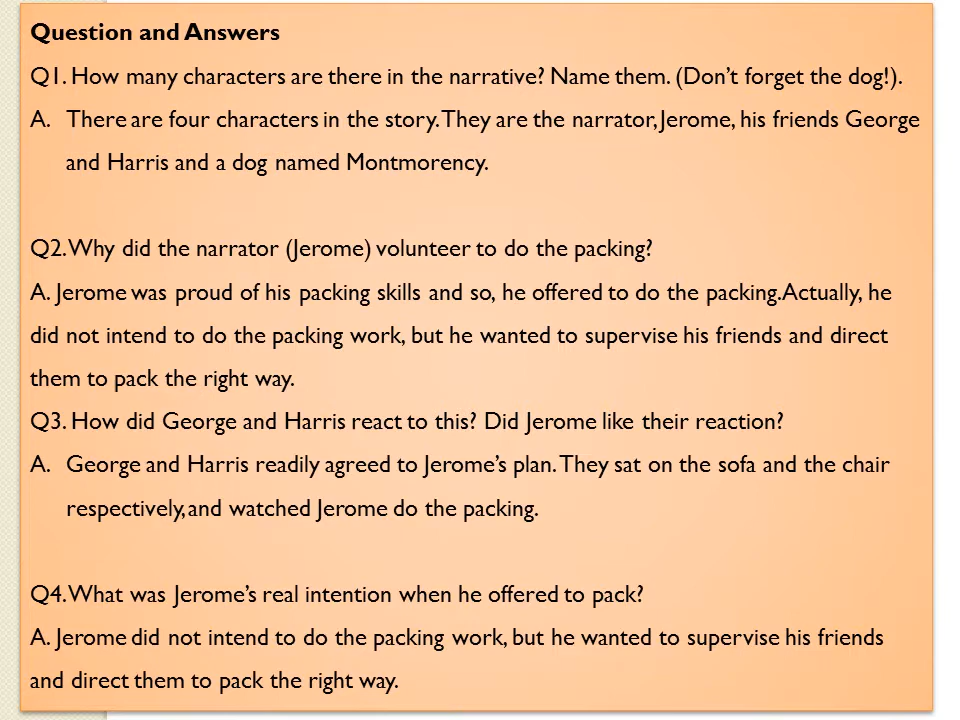 Question and Answers
Q1. How many characters are there in the narrative? Name them. (Don’t forget the dog!).
A. There are four characters in the story. They are the narrator, Jerome, his friends George
and Harris and a dog named Montmorency.
Q2. Why did the narrator (Jerome) volunteer to do the packing?
A. Jerome was proud of his packing skills and so, he offered to do the packing. Actually, he
did not intend to do the packing work, but he wanted to supervise his friends and direct
them to pack the right way.
Q3. How did George and Harris react to this? Did Jerome like their reaction?
A. George and Harris readily agreed to Jerome’s plan. They sat on the sofa and the chair
respectively, and watched Jerome do the packing.
Q4. What was Jerome’s real intention when he offered to pack?
A. Jerome did not intend to do the packing work, but he wanted to supervise his friends
and direct them to pack the right way.